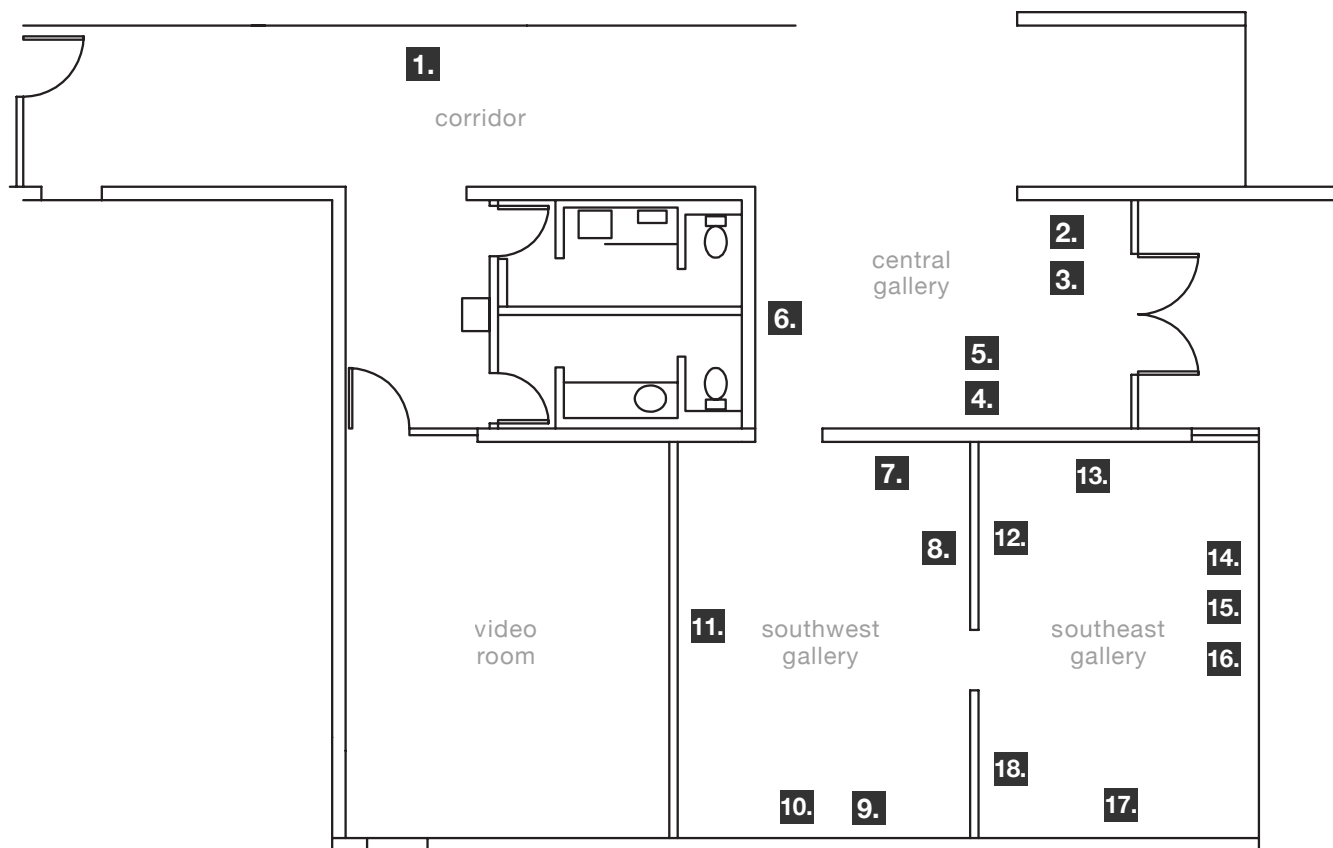 1.
corridor
2.
central
gallery
3.
6.
5.
4.
7.
13.
8.
12.
14.
15.
11.
southwest
gallery
video
room
southeast
gallery
16.
18.
10.
9.
17.